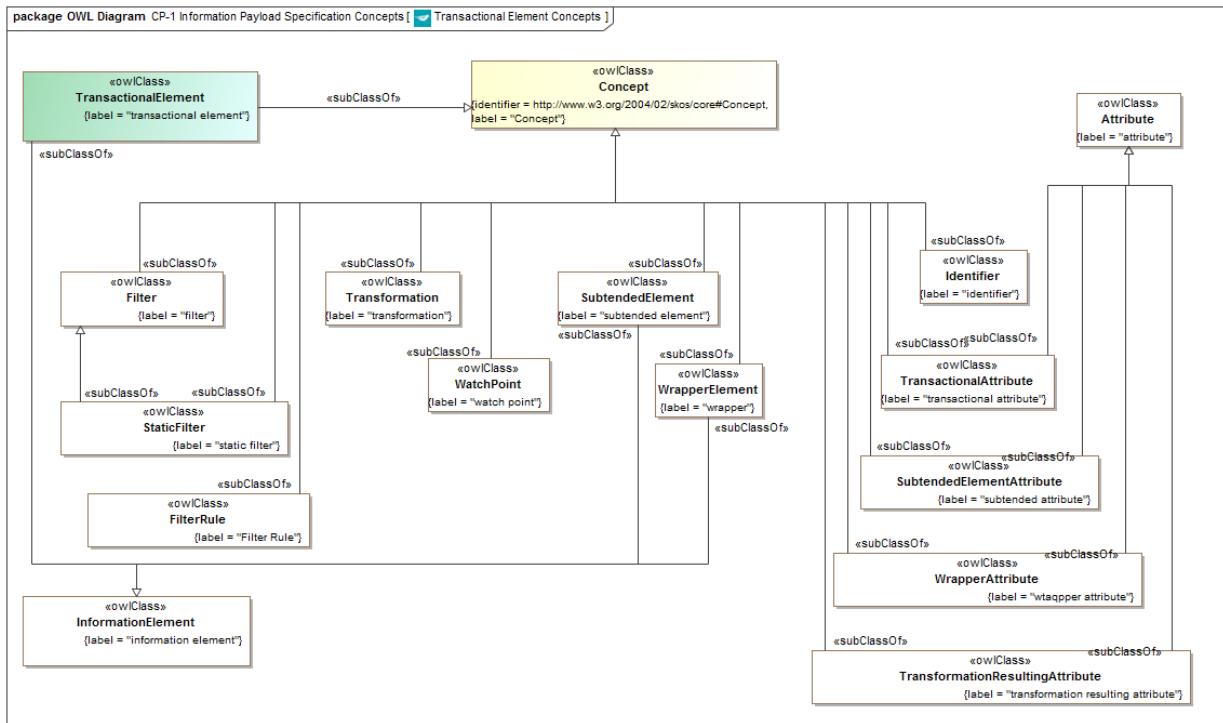 package OWL Diagram CP-1 Information Payload Specification Concepts [ Transactional Element Concepts ]
«owlClass»
TransactionalElement
{label = "transactional element"}
«subClassOf»
«subClassOf»
«owlClass»
Concept
{identifier = http://www.w3.org/2004/02/skos/core#Concept,
label = "Concept"}
«owlClass»
Attribute
{label = "attribute"}
«subClassOf»
«owlClass»
Filter
{label = "filter"}
«subClassOf»
«owlClass»
Transformation
{label = "transformation"}
«subClassOf»
«owlClass»
SubtendedElement
{label = "subtended element"}
«subClassOf»
«subClassOf»
«owlClass»
Identifier
{label = "identifier"}
«subClassOf»
«owlClass»
WatchPoint
{label = "watch point"}
«subClassOf»
«owlClass»
WrapperElement
{label = "wrapper"}
«subClassOf»
«subClassOf»
«subClassOf»
«owlClass»
TransactionalAttribute
{label = "transactional attribute"}
«subClassOf»
«subClassOf»
«owlClass»
StaticFilter
{label = "static filter"}
«subClassOf»
«subClassOf»
«owlClass»
SubtendedElementAttribute
{label = "subtended attribute"}
«subClassOf»
«owlClass»
FilterRule
{label = "Filter Rule"}
«subClassOf»
«subClassOf»
«owlClass»
WrapperAttribute
{label = "wtaqpper attribute"}
«owlClass»
InformationElement
{label = "information element"}
«subClassOf»
«subClassOf»
«owlClass»
TransformationResultingAttribute
{label = "transformation resulting attribute"}